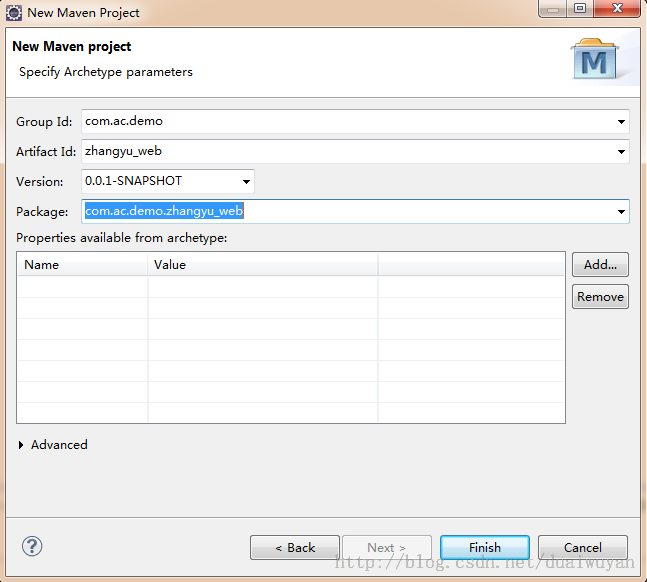 New Maven Project
New Maven project
Specify Archetype parameters
M
Group Id: com.ac.demo
Artifact Id: zhangyu_web
Version: 0.0.1-SNAPSHOT
Package: com.ac.demo.zhangyu_web
Properties available from archetype:
Name Value
Add...
Remove
Advanced
? < Back Next > Finish Cancel
http://blog.csdn.net/duaiwuyan